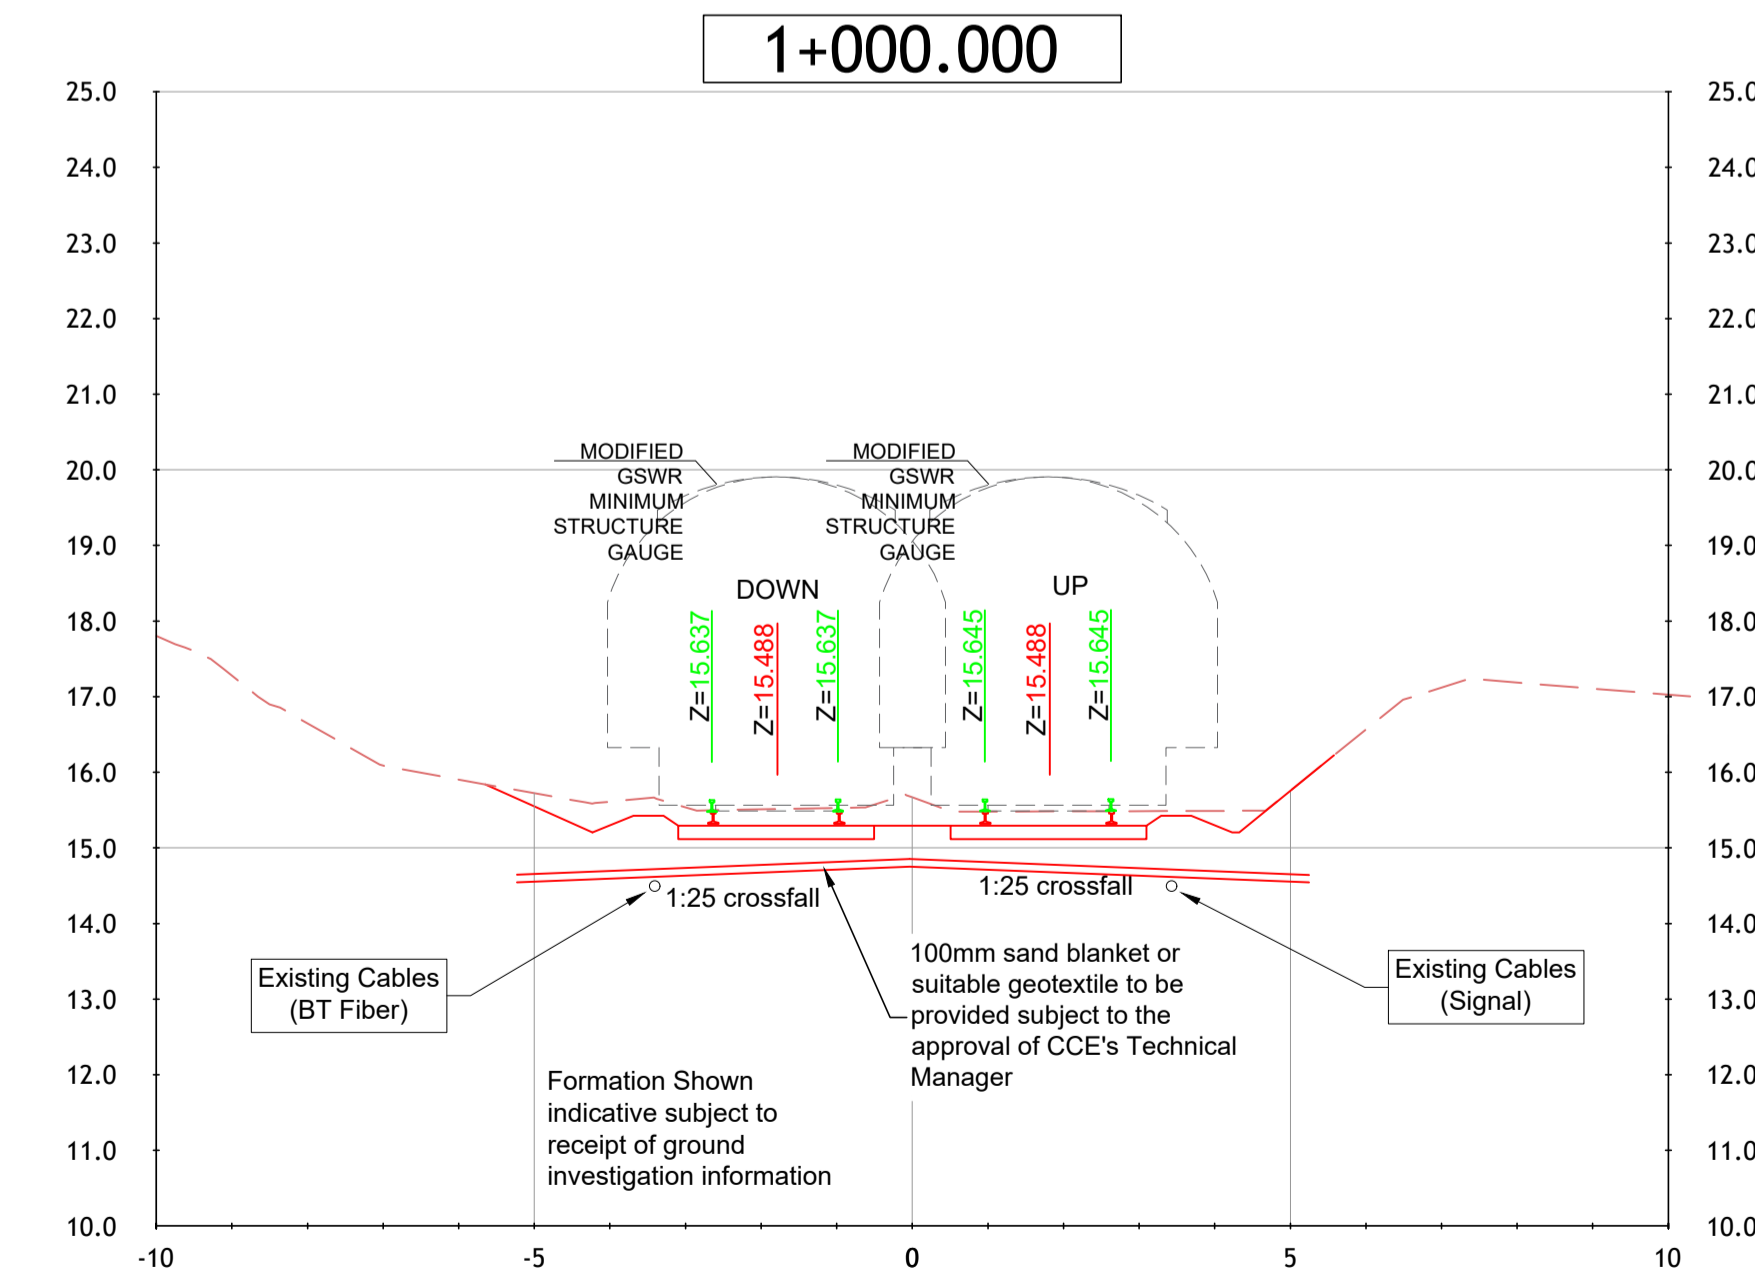 1+000.000
25.0
25.0
24.0
24.0
23.0
23.0
22.0
22.0
21.0
21.0
20.0
20.0
19.0
19.0
18.0
18.0
17.0
17.0
16.0
16.0
15.0
15.0
14.0
14.0
13.0
13.0
12.0
12.0
11.0
11.0
10.0
10.0
MODIFIED
GSWR
MINIMUM
STRUCTURE
GAUGE
MODIFIED
GSWR
MINIMUM
STRUCTURE
GAUGE
DOWN
UP
Z=15.637
Z=15.488
Z=15.637
Z=15.645
Z=15.488
Z=15.645
1:25 crossfall
1:25 crossfall
Existing Cables
(BT Fiber)
100mm sand blanket or
suitable geotextile to be
provided subject to the
approval of CCE's Technical
Manager
Existing Cables
(Signal)
Formation Shown
indicative subject to
receipt of ground
investigation information
-10
-5
0
5
10